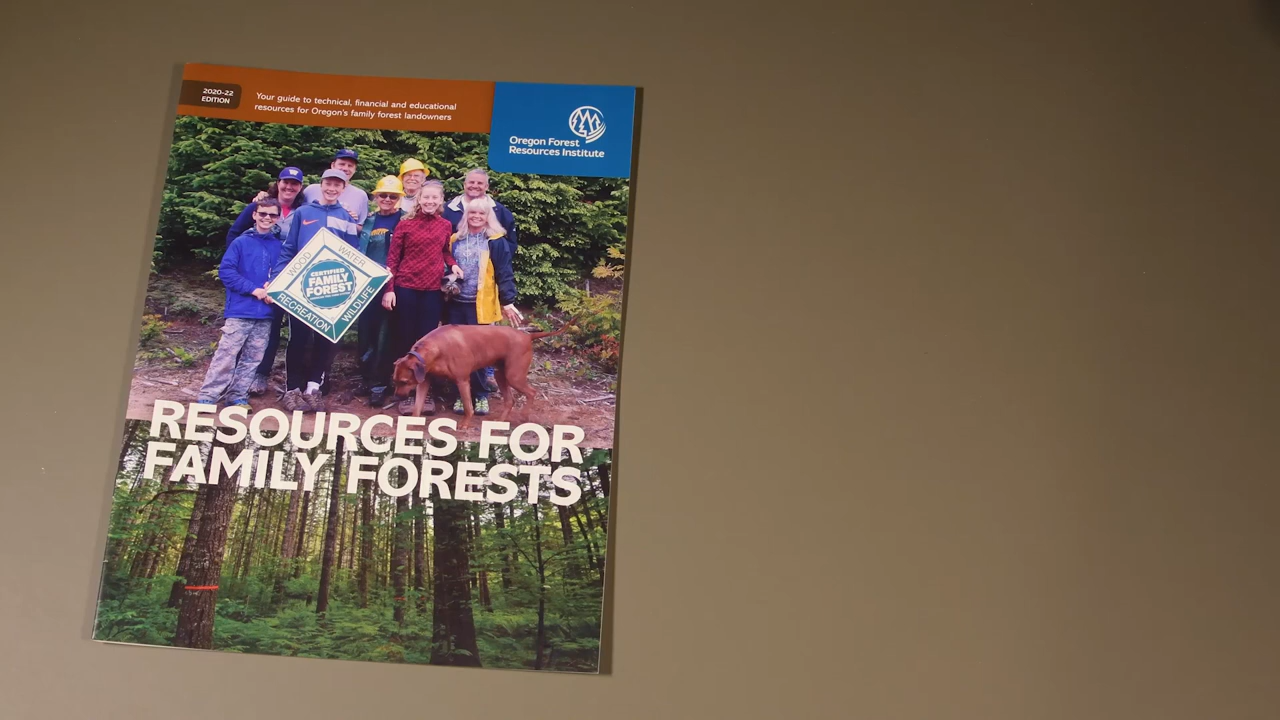 2020-22
EDITION
Your guide to technical, financial and educational
resources for Oregon's family forest landowners
Oregon Forest
Resources Institute
WOOD
WATER
CERTIFIED
FAMILY
FOREST
RECREATION
WILDLIFE
RESOURCES FOR
FAMILY FORESTS